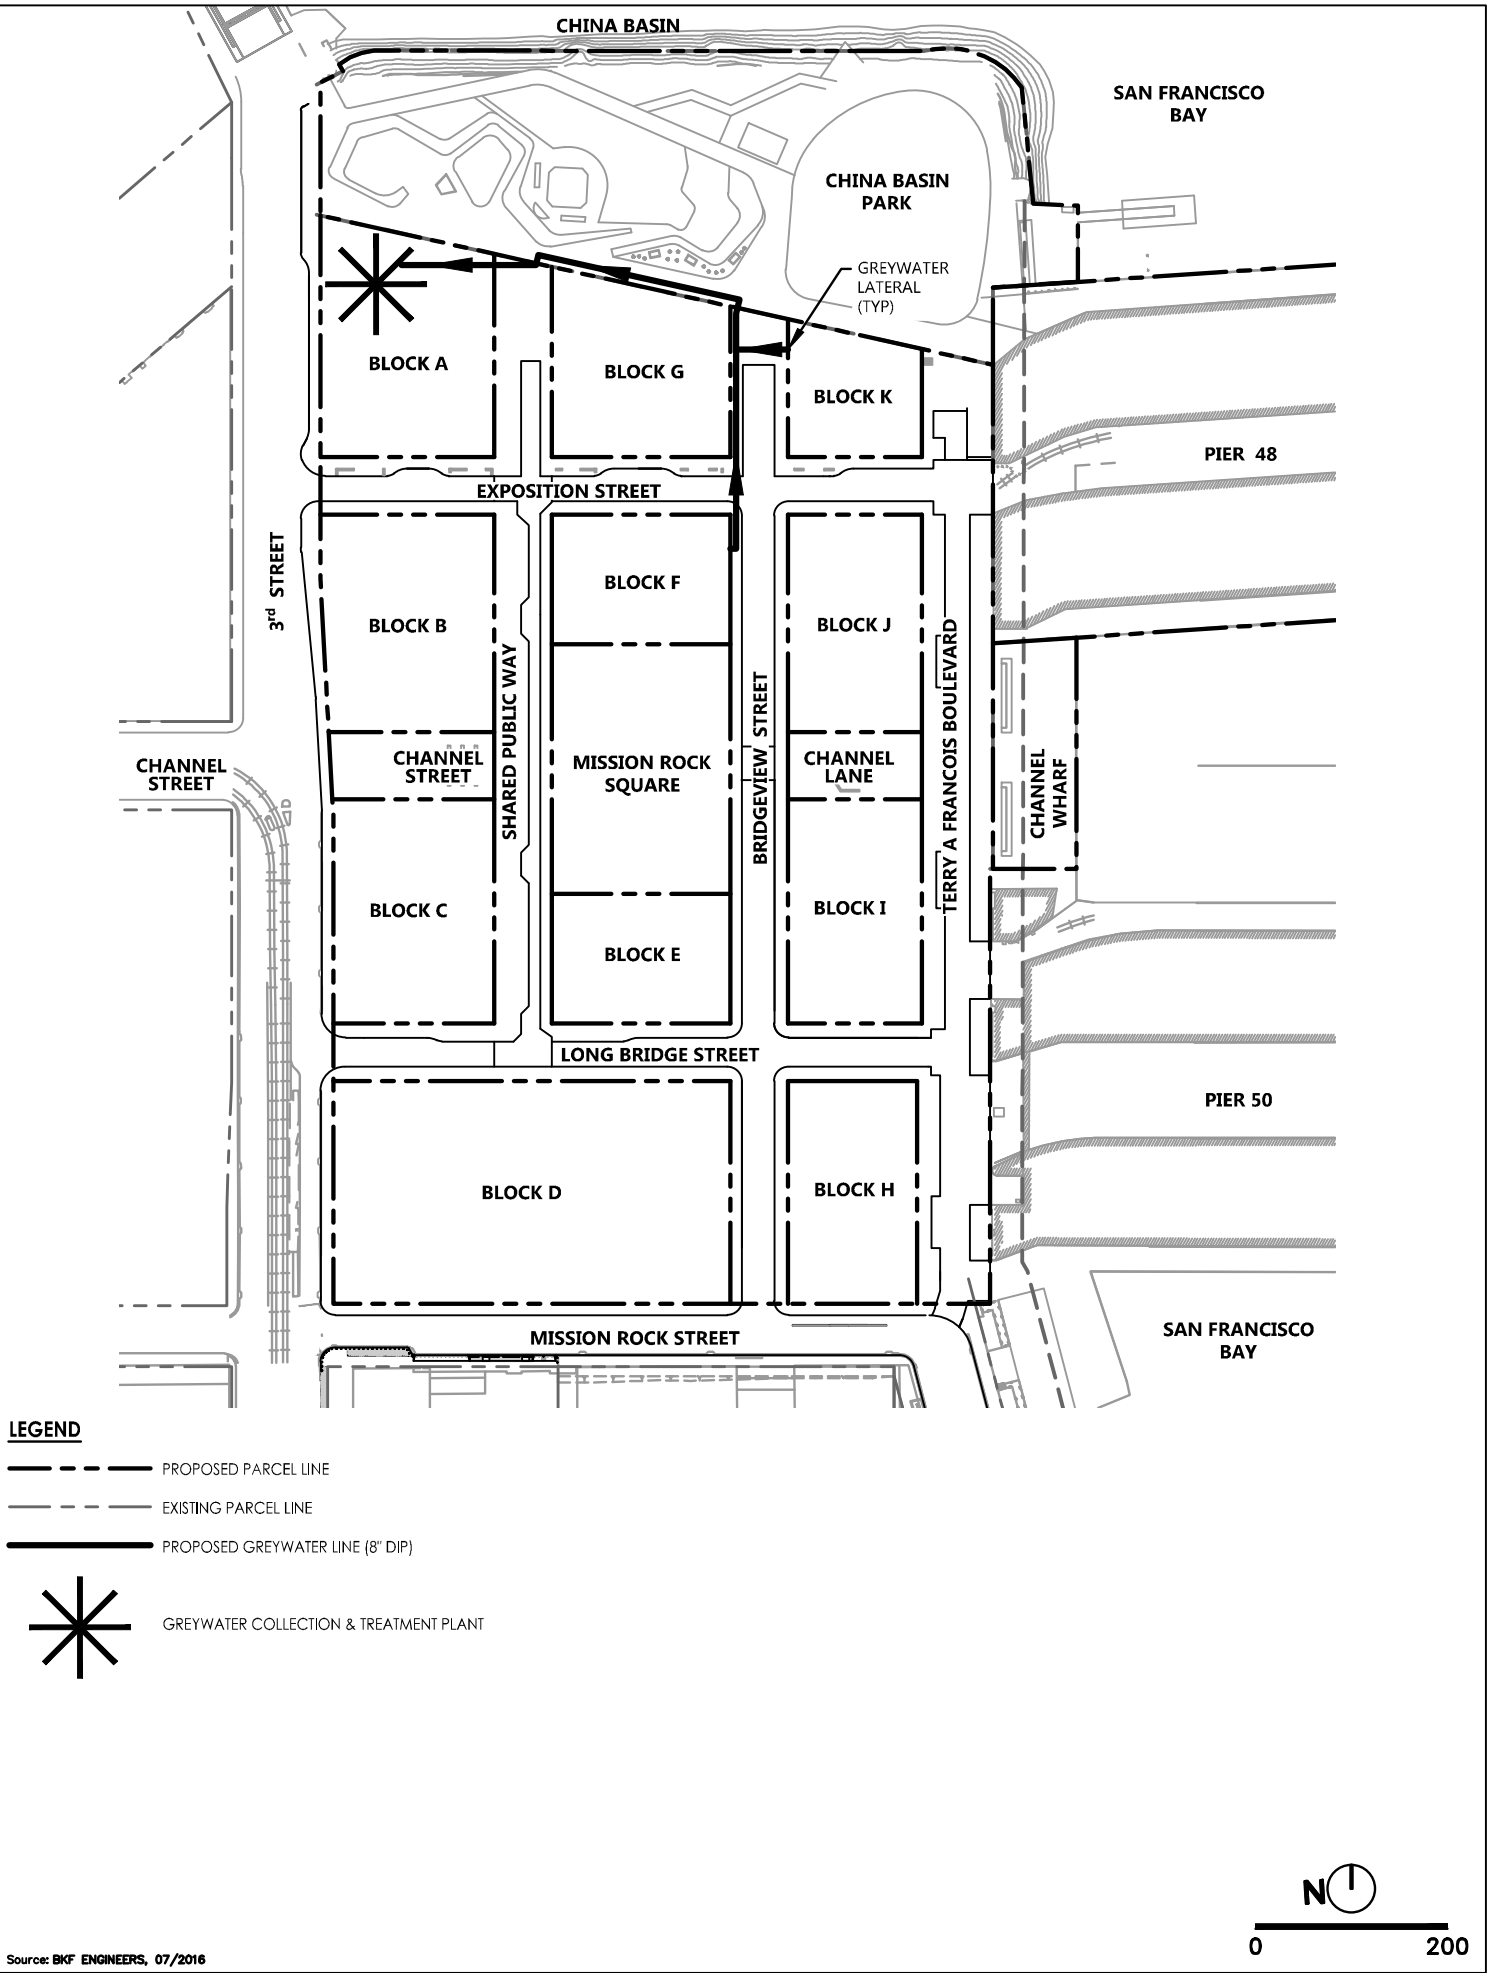 CHINA BASIN
SAN FRANCISCO
BAY
CHINA BASIN
PARK
GREYWATER
LATERAL
(TYP)
BLOCK A
BLOCK G
BLOCK K
PIER 48
EXPOSITION STREET
3rd STREET
BLOCK F
BLOCK B
BLOCK J
SHARED PUBLIC WAY
BRIDGEVIEW STREET
TERRY A FRANCOIS BOULEVARD
CHANNEL
STREET
CHANNEL
STREET
MISSION ROCK
SQUARE
CHANNEL
LANE
CHANNEL
WHARF
BLOCK C
BLOCK I
BLOCK E
LONG BRIDGE STREET
PIER 50
BLOCK D
BLOCK H
MISSION ROCK STREET
SAN FRANCISCO
BAY
LEGEND
PROPOSED PARCEL LINE
EXISTING PARCEL LINE
PROPOSED GREYWATER LINE (8" DIP)
GREYWATER COLLECTION & TREATMENT PLANT
N
0 200
Source: BKF ENGINEERS, 07/2016